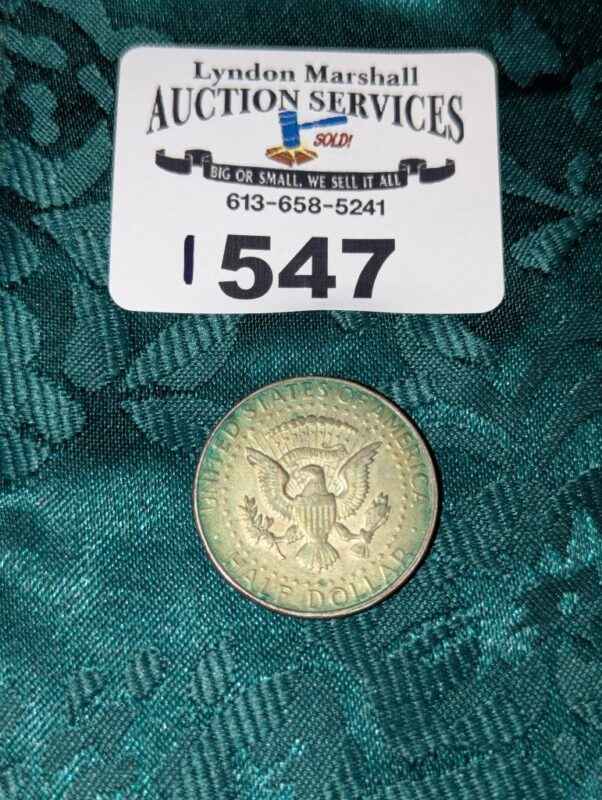 Lyndon Marshall
AUCTION SERVICES
SOLD!
BIG OR SMALL, WE SELL IT ALL
613-658-5241
1547
UNITED STATES OF AMERICA
HALF DOLLAR